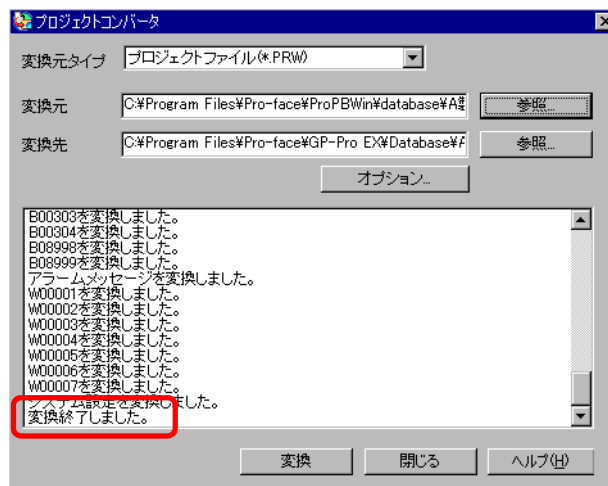 プロジェクトコンバータ
変換元タイプ プロジェクトファイル(*.PRW)
変換元 C:¥Program Files¥Pro-face¥ProPBWin¥database¥A 参照...
変換先 C:¥Program Files¥Pro-face¥GP-Pro EX¥Database¥ 参照...
オプション...
B00303を変換しました。
B00304を変換しました。
B08998を変換しました。
B08999を変換しました。
アラームメッセージを変換しました。
W00001を変換しました。
W00002を変換しました。
W00003を変換しました。
W00004を変換しました。
W00005を変換しました。
W00006を変換しました。
W00007を変換しました。
システム設定を変換しました。
変換終了しました。
変換 閉じる ヘルプ(H)